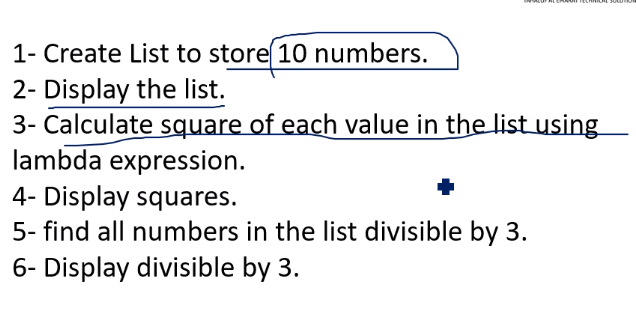 1- Create List to store 10 numbers.
2- Display the list.
3- Calculate square of each value in the list using
lambda expression.
4- Display squares.
5- find all numbers in the list divisible by 3.
6- Display divisible by 3.